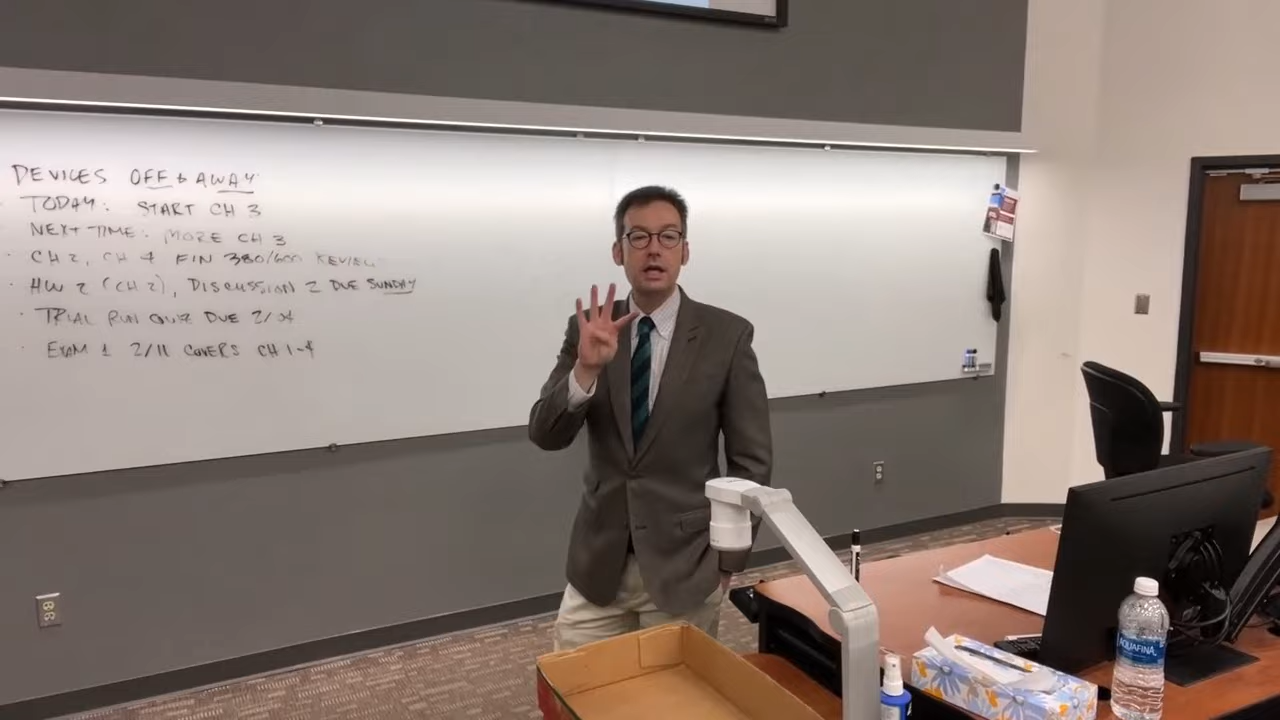 DEVICES OFF & AWAY
TODAY: START CH 3
NEXT TIME: MORE CH 3
· CH 2, CH 4 FIN 380/600 REVIEW
· HW 2 (CH 2), DISCUSSION 2 DUE SUNDAY
· TRIAL RUN QUIZ DUE 2/04
· EXAM 1 2/11 COVERS CH 1-4
AQUAFINA